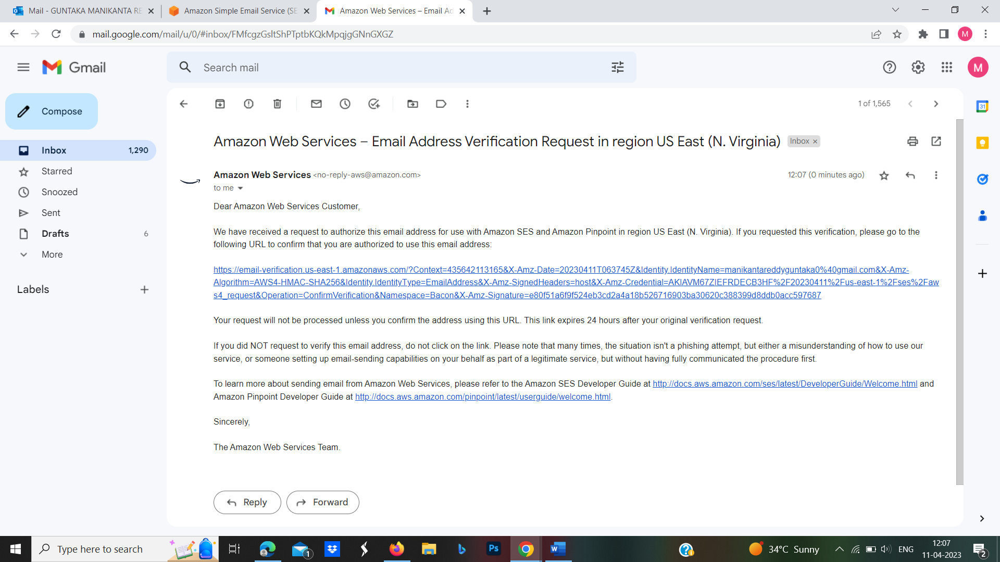 Mail - GUNTAKA MANIKANTA RE
Amazon Simple Email Service (SE
Amazon Web Services – Email Ad
mail.google.com/mail/u/0/#inbox/FMfcgzGsltShPTptbKQkMpqjgGNnGXGZ
M
Gmail
Search mail
M
Compose
1 of 1,565
31
Amazon Web Services – Email Address Verification Request in region US East (N. Virginia) Inbox ×
Inbox 1,290
Starred
Snoozed
Sent
Drafts 6
More
Labels
Amazon Web Services <no-reply-aws@amazon.com>
12:07 (0 minutes ago)
to me
Dear Amazon Web Services Customer,
We have received a request to authorize this email address for use with Amazon SES and Amazon Pinpoint in region US East (N. Virginia). If you requested this verification, please go to the
following URL to confirm that you are authorized to use this email address:
https://email-verification.us-east-1.amazonaws.com/?Context=435642113165&X-Amz-Date=20230411T063745Z&Identity.IdentityName=manikantareddyguntaka0%40gmail.com&X-Amz-
Algorithm=AWS4-HMAC-SHA256&Identity.IdentityType=EmailAddress&X-Amz-SignedHeaders=host&X-Amz-Credential=AKIAVM67ZIEFRDECB3HF%2F20230411%2Fus-east-1%2Fses%2Faw
s4_request&Operation=ConfirmVerification&Namespace=Bacon&X-Amz-Signature=e80f51a6f9f524eb3cd2a4a18b526716903ba30620c388399d8ddb0acc597687
Your request will not be processed unless you confirm the address using this URL. This link expires 24 hours after your original verification request.
If you did NOT request to verify this email address, do not click on the link. Please note that many times, the situation isn't a phishing attempt, but either a misunderstanding of how to use our
service, or someone setting up email-sending capabilities on your behalf as part of a legitimate service, but without having fully communicated the procedure first.
To learn more about sending email from Amazon Web Services, please refer to the Amazon SES Developer Guide at http://docs.aws.amazon.com/ses/latest/DeveloperGuide/Welcome.html and
Amazon Pinpoint Developer Guide at http://docs.aws.amazon.com/pinpoint/latest/userguide/welcome.html.
Sincerely,
The Amazon Web Services Team.
Reply
Forward
Type here to search
1
Ps
W
34°C Sunny
ENG
12:07
11-04-2023
2